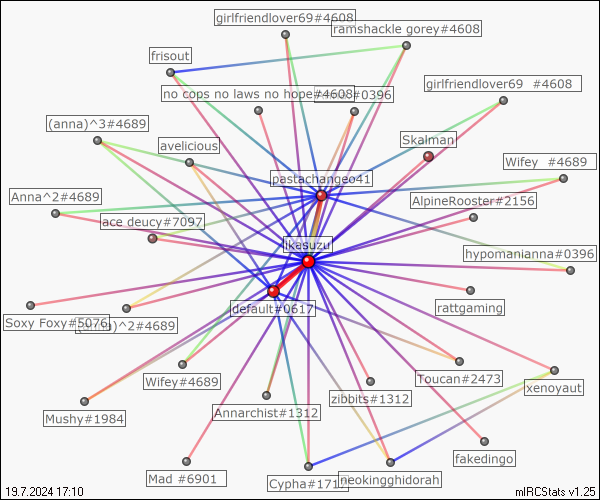 girlfriendlover69#4608
ramshackle gorey#4608
frisout
girlfriendlover69 #4608
no cops no laws no hope#4608
#0396
(anna)^3#4689
Skalman
avelicious
Wifey #4689
pastachangeo41
Anna^2#4689
AlpineRooster#2156
ace deucy#7097
ikasuzu
hypomanianna#0396
default#0617
rattgaming
Soxy Foxy#5076
)^2#4689
Wifey#4689
Toucan#2473
xenoyaut
zibbits#1312
Mushy#1984
Annarchist#1312
fakedingo
Mad #6901
Cypha#171
neokingghidorah
19.7.2024 17:10
mIRCStats v1.25